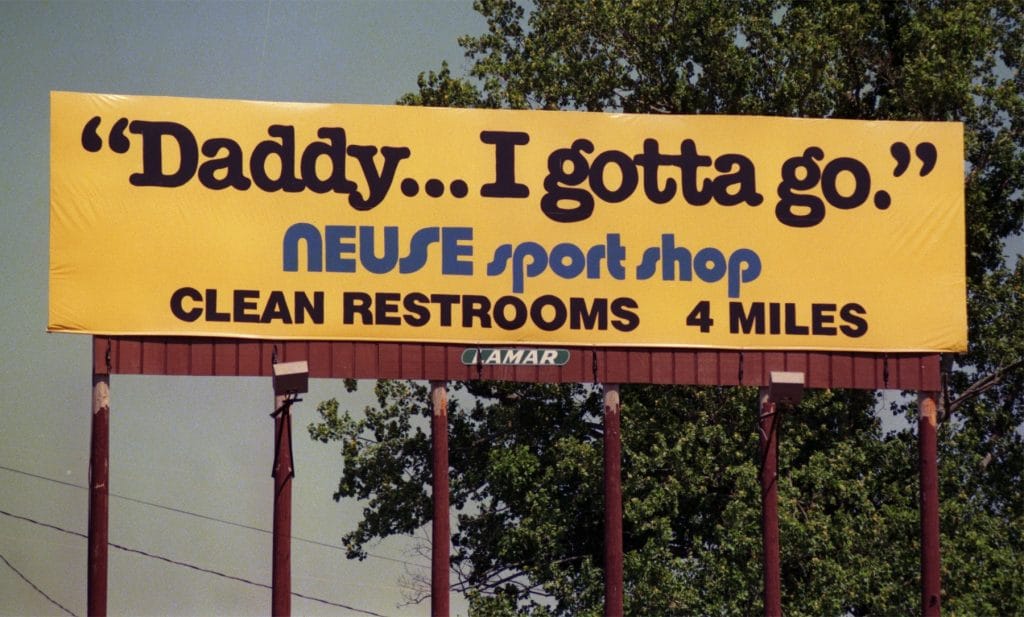 “Daddy...I gotta go.”
NEUSE sport shop
CLEAN RESTROOMS 4 MILES
LAMAR